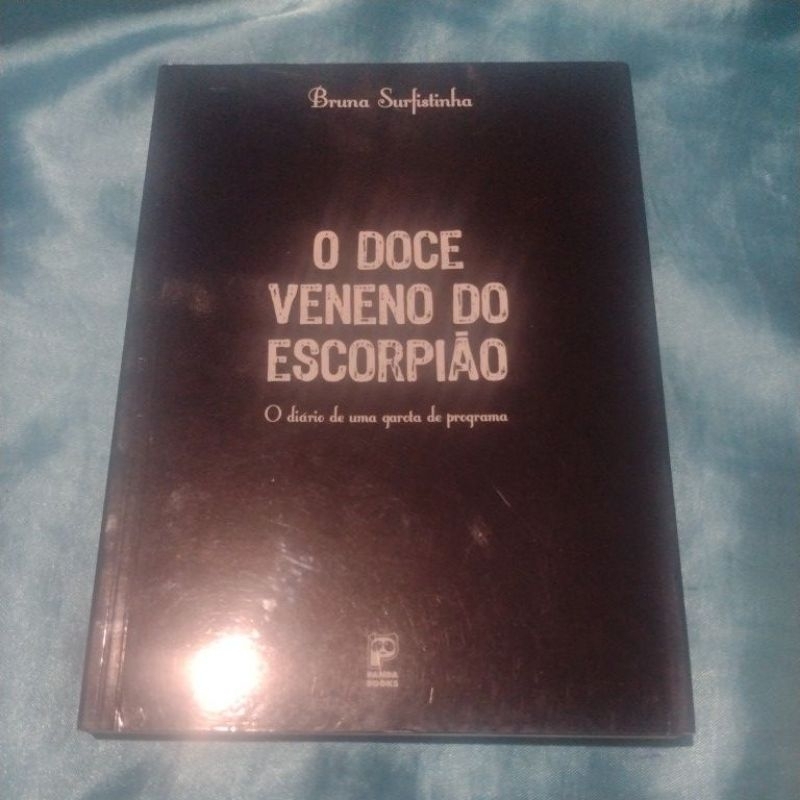 Bruna Surfistinha
O DOCE
VENENO DO
ESCORPIÃO
O diário de uma garota de programa
PANDA
BOOKS